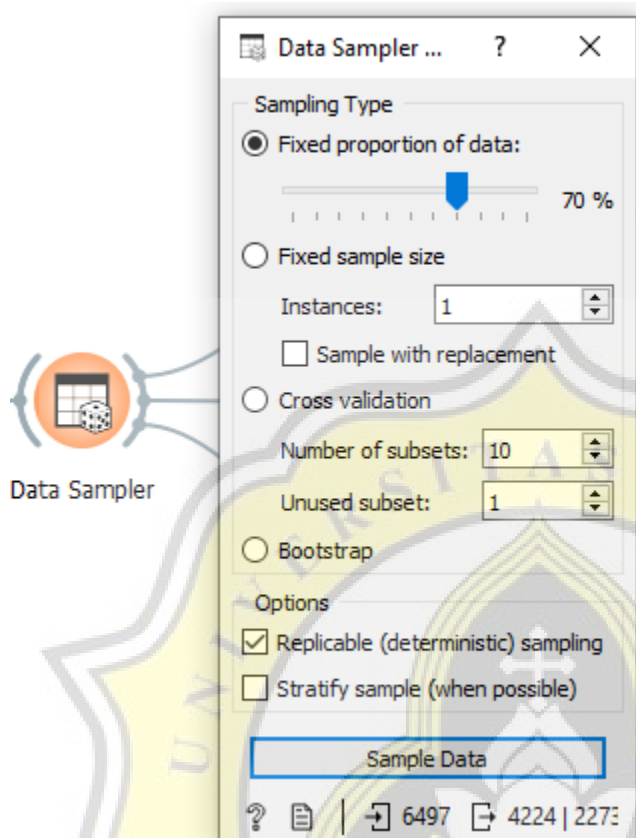 Data Sampler ... ? ×
Sampling Type
Fixed proportion of data:
70 %
Fixed sample size
Instances: 1
Sample with replacement
Cross validation
Number of subsets: 10
Unused subset: 1
Bootstrap
Options
Replicable (deterministic) sampling
Stratify sample (when possible)
Sample Data
? 6497 4224 | 2273
Data Sampler
UNIVERSITAS